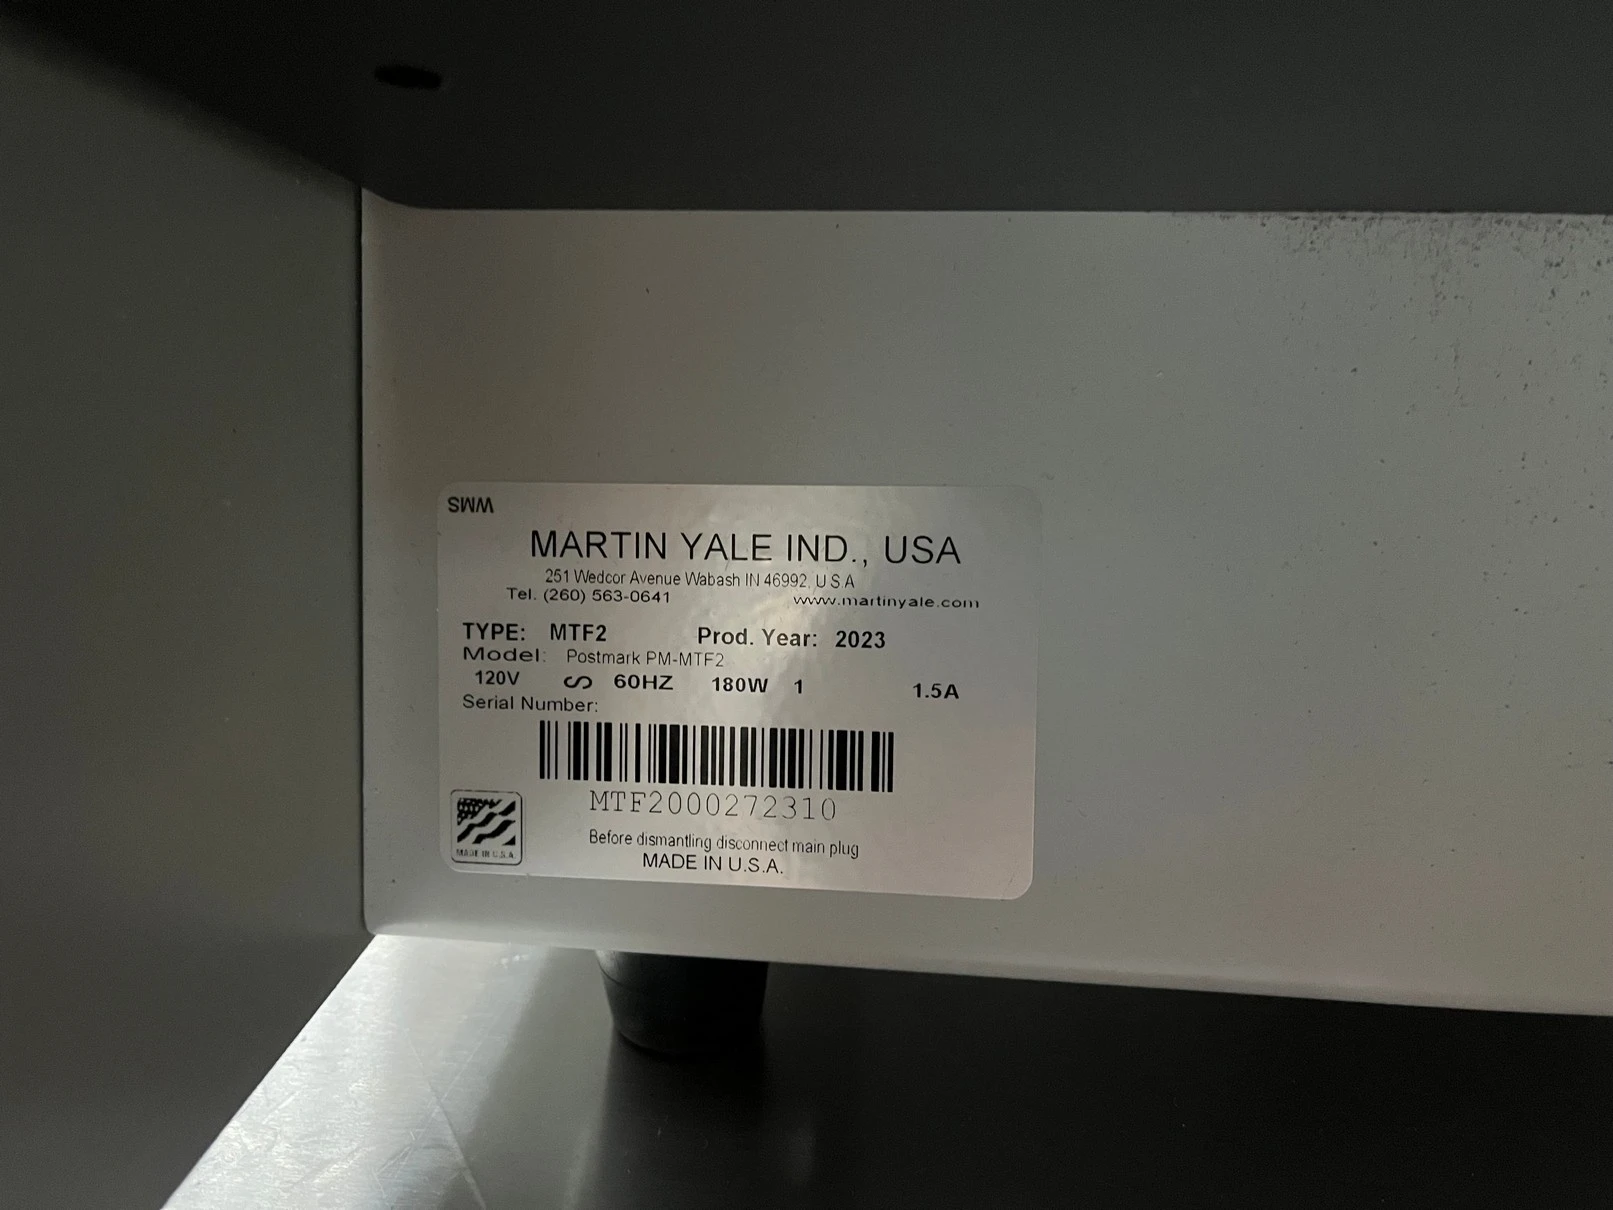 SWM
MARTIN YALE IND., USA
251 Wedcor Avenue Wabash IN 46992, U S A
Tel. (260) 563-0641 www.martinyale.com
TYPE: MTF2 Prod. Year: 2023
Model: Postmark PM-MTF2
120V ∽ 60HZ 180W 1 1.5A
Serial Number:
MTF2000272310
MADE IN U.S.A.
Before dismantling disconnect main plug
MADE IN U.S.A.